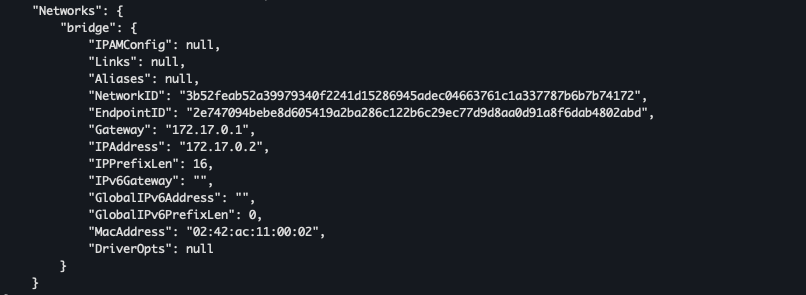 "Networks": {
"bridge": {
"IPAMConfig": null,
"Links": null,
"Aliases": null,
"NetworkID": "3b52feab52a39979340f2241d15286945adec04663761c1a337787b6b7b74172",
"EndpointID": "2e747094bebe8d605419a2ba286c122b6c29ec77d9d8aa0d91a8f6dab4802abd",
"Gateway": "172.17.0.1",
"IPAddress": "172.17.0.2",
"IPPrefixLen": 16,
"IPv6Gateway": "",
"GlobalIPv6Address": "",
"GlobalIPv6PrefixLen": 0,
"MacAddress": "02:42:ac:11:00:02",
"DriverOpts": null
}
}